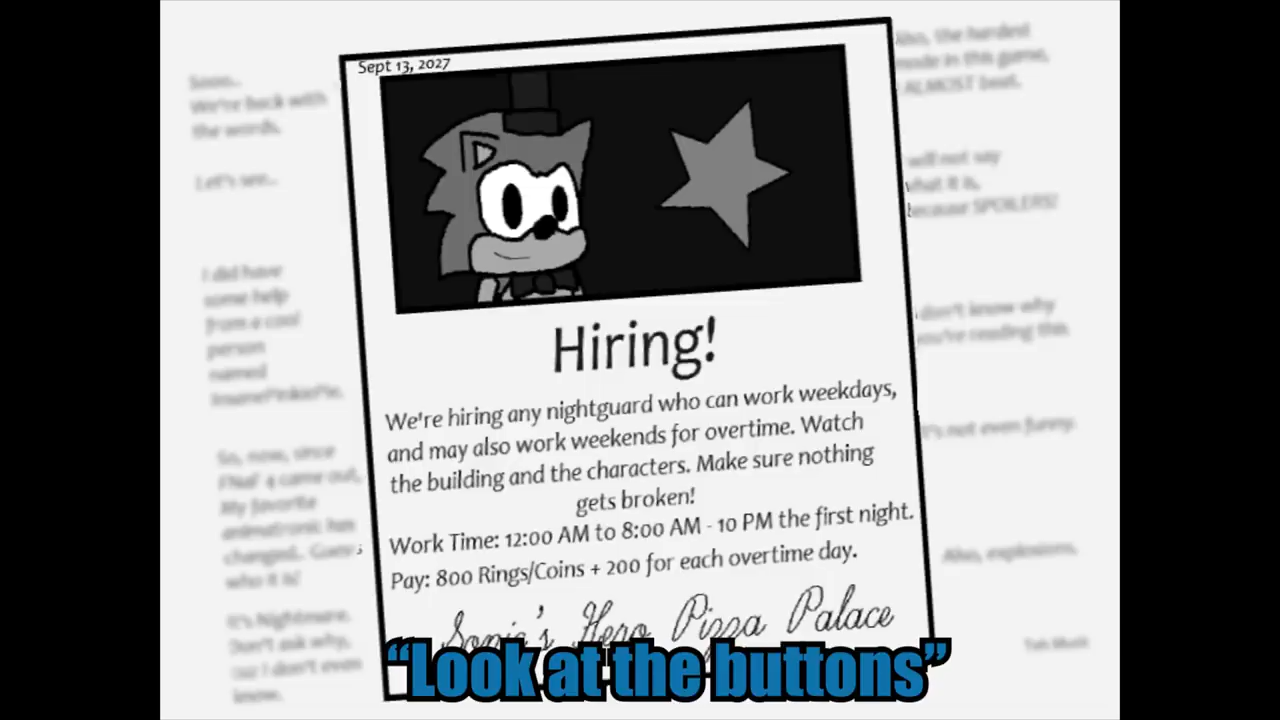 Sept 13, 2027
Sooo..
We're back with
the words.
Let's see..
I did have
some help
from a cool
person
named
So, now, since
FNaF 4 came out,
My favorite
animatronic has
changed.. Guess
who it is!
It's Nightmare.
Don't ask why,
cuz I don't even
know.
Hiring!
We're hiring any nightguard who can work weekdays,
and may also work weekends for overtime. Watch
the building and the characters. Make sure nothing
gets broken!
Work Time: 12:00 AM to 8:00 AM - 10 PM the first night.
Pay: 800 Rings/Coins + 200 for each overtime day.
Sonic's Hero Pizza Palace
Also, the hardest
mode in this game,
ALMOST beat.
will not say
what it is,
because SPOILERS!
don't know why
you're reading this
It's not even funny.
Also, explosions.
“Look at the buttons”